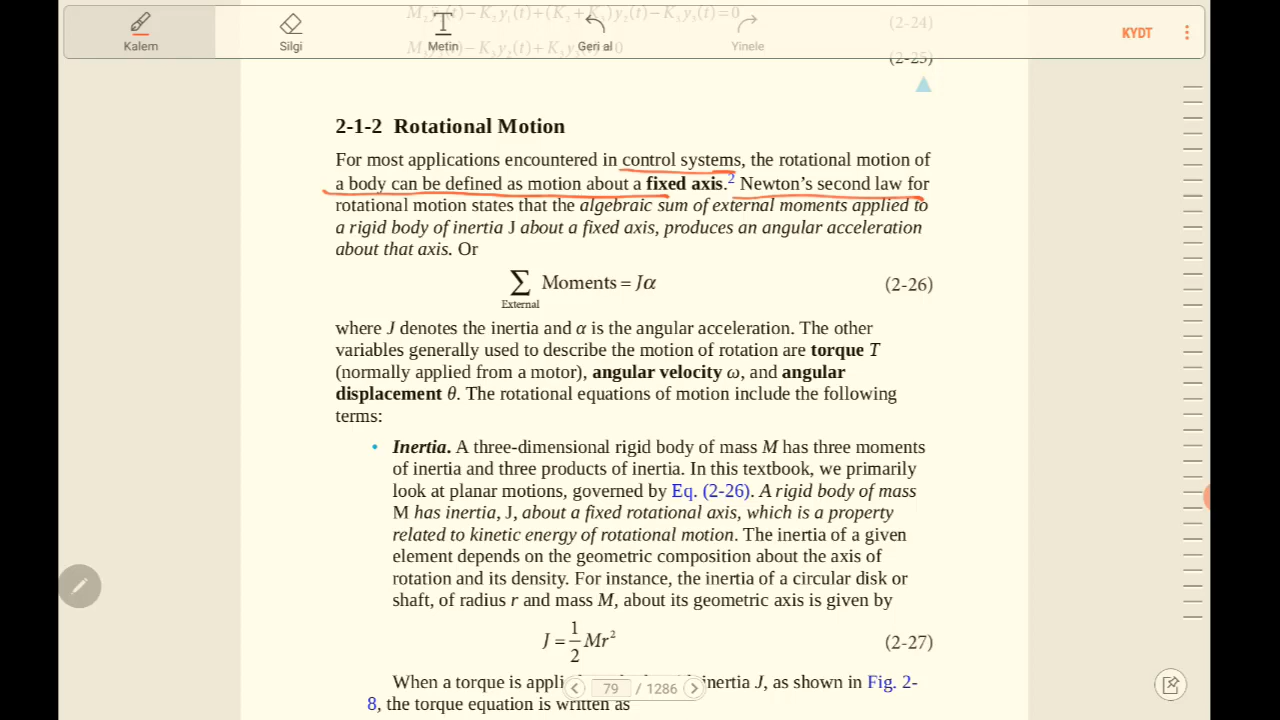 M₂ÿ₂(t)−K₂y₁(t)+(K₂+K₃)y₂(t)−K₃y₃(t)=0
(2-24)
Kalem
Silgi
Metin
Geri al
Yinele
KYDT
(2-25)
2-1-2 Rotational Motion
For most applications encountered in control systems, the rotational motion of
a body can be defined as motion about a fixed axis.² Newton’s second law for
rotational motion states that the algebraic sum of external moments applied to
a rigid body of inertia J about a fixed axis, produces an angular acceleration
about that axis. Or
∑ Moments = Jα (2-26)
External
where J denotes the inertia and α is the angular acceleration. The other
variables generally used to describe the motion of rotation are torque T
(normally applied from a motor), angular velocity ω, and angular
displacement θ. The rotational equations of motion include the following
terms:
• Inertia. A three-dimensional rigid body of mass M has three moments
of inertia and three products of inertia. In this textbook, we primarily
look at planar motions, governed by Eq. (2-26). A rigid body of mass
M has inertia, J, about a fixed rotational axis, which is a property
related to kinetic energy of rotational motion. The inertia of a given
element depends on the geometric composition about the axis of
rotation and its density. For instance, the inertia of a circular disk or
shaft, of radius r and mass M, about its geometric axis is given by
J = 1/2 Mr² (2-27)
When a torque is appli inertia J, as shown in Fig. 2-
79 / 1286
8, the torque equation is written as